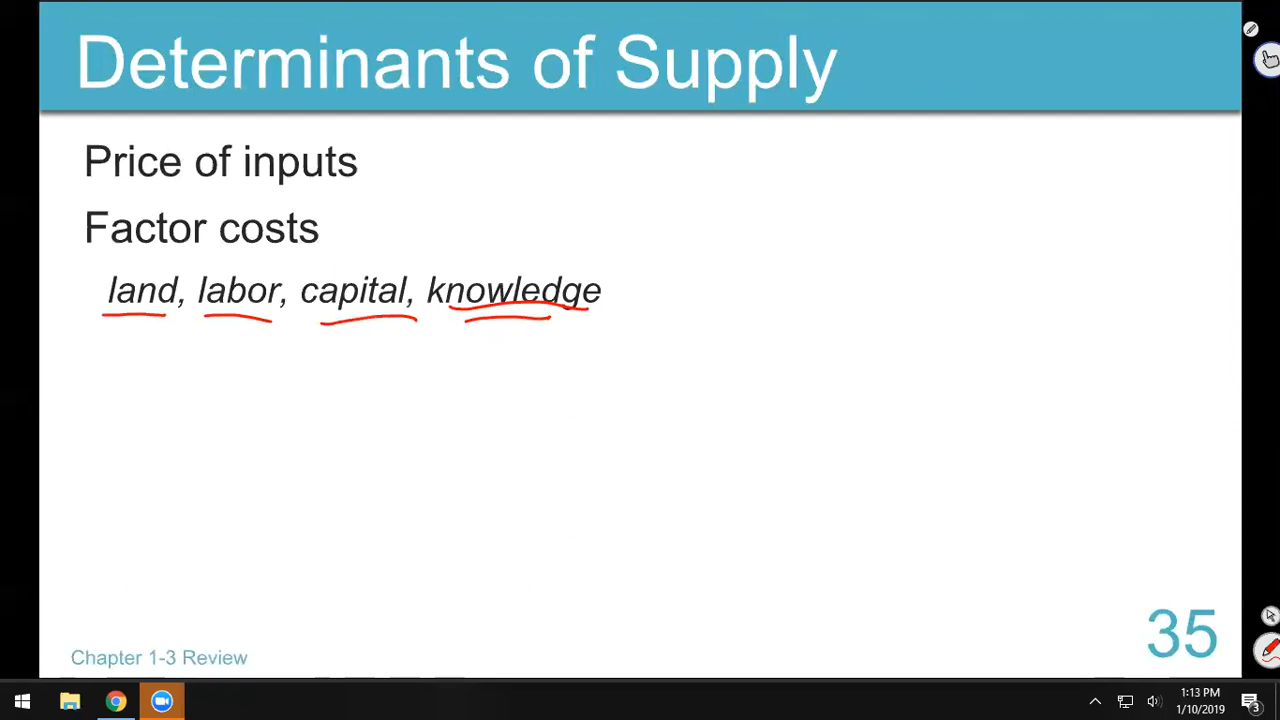 Determinants of Supply
Price of inputs
Factor costs
land, labor, capital, knowledge
35
Chapter 1-3 Review
1:13 PM
1/10/2019
3